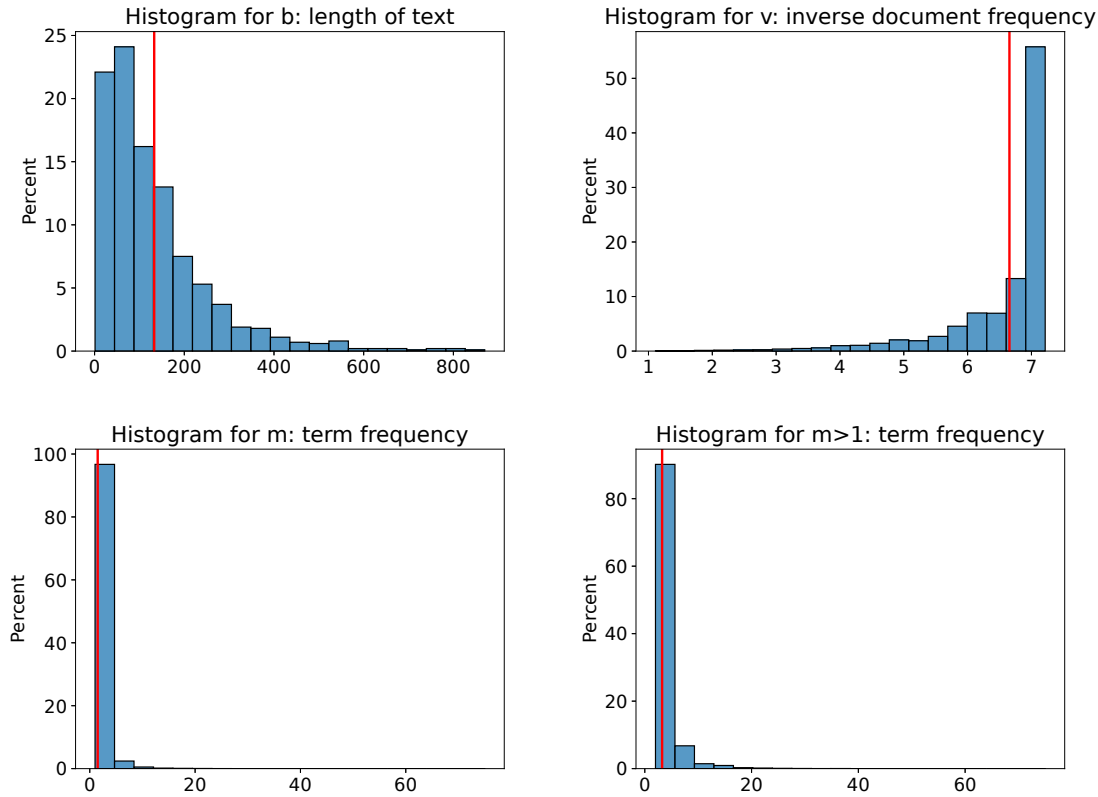 Histogram for b: length of text
Percent
25
20
15
10
5
0
0 200 400 600 800
Histogram for v: inverse document frequency
Percent
50
40
30
20
10
0
1 2 3 4 5 6 7
Histogram for m: term frequency
Percent
100
80
60
40
20
0
0 20 40 60
Histogram for m>1: term frequency
Percent
80
60
40
20
0
0 20 40 60